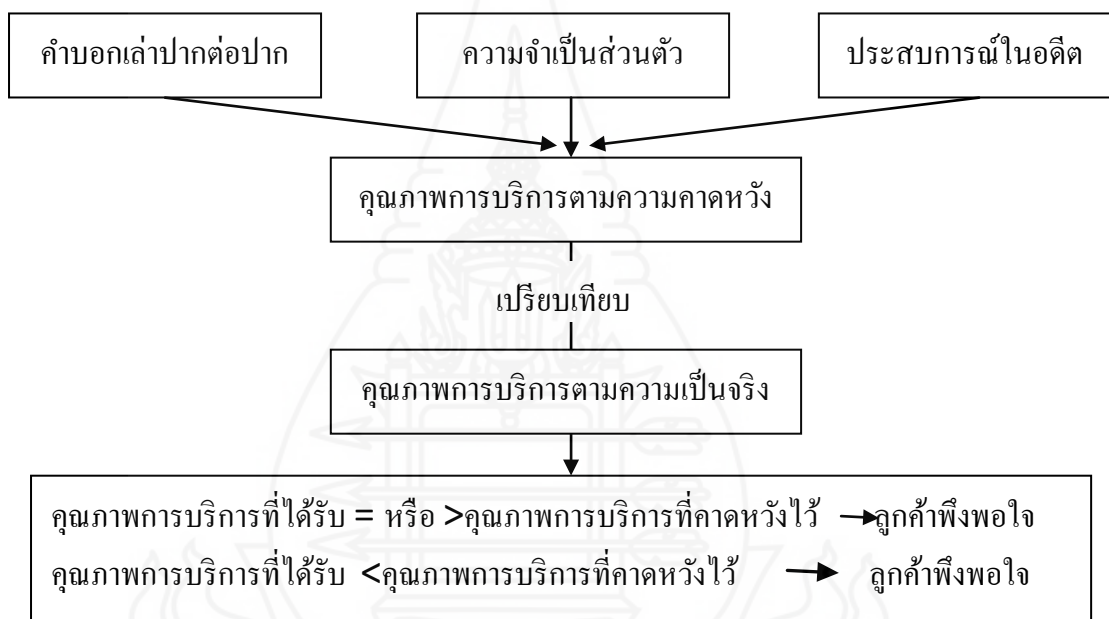 คำบอกเล่าปากต่อปาก
ความจำเป็นส่วนตัว
ประสบการณ์ในอดีต
คุณภาพการบริการตามความคาดหวัง
เปรียบเทียบ
คุณภาพการบริการตามความเป็นจริง
คุณภาพการบริการที่ได้รับ = หรือ >คุณภาพการบริการที่คาดหวังไว้ ลูกค้าพึงพอใจ
คุณภาพการบริการที่ได้รับ <คุณภาพการบริการที่คาดหวังไว้ ลูกค้าพึงพอใจ